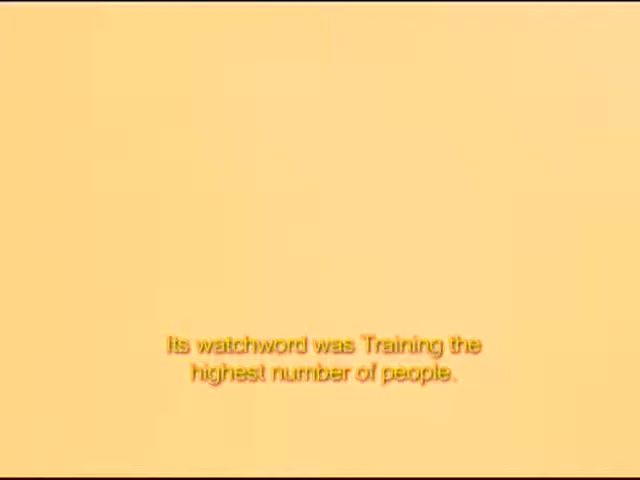 Its watchword was Training the
highest number of people.